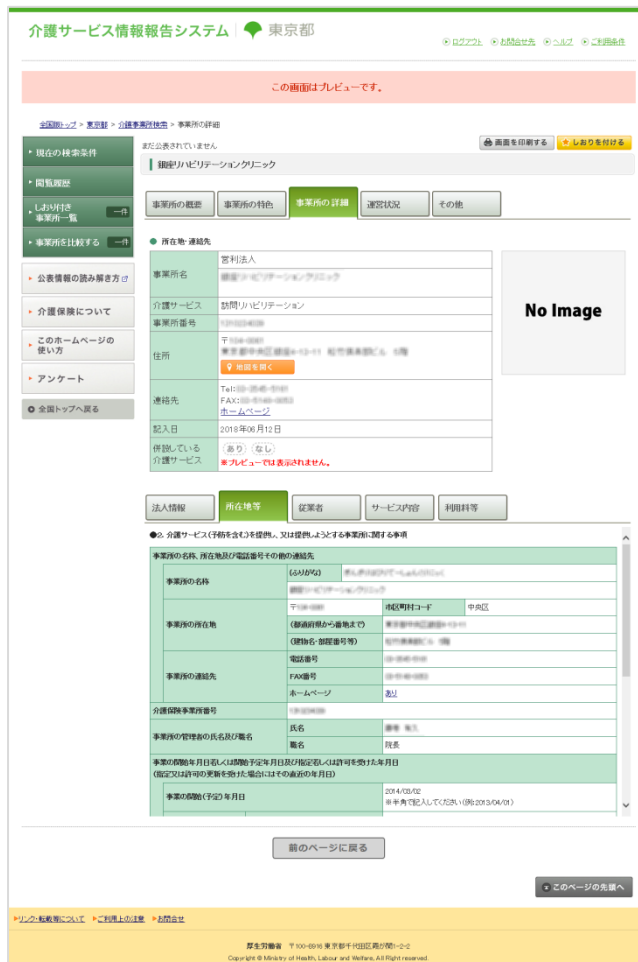 介護サービス情報報告システム 東京都
ログアウト お問合せ先 ヘルプ ご利用条件
この画面はプレビューです。
全国版トップ > 東京都 > 介護事業所検索 > 事業所の詳細
まだ公表されていません
画面を印刷する しおりを付ける
銀座リハビリテーションクリニック
現在の検索条件
閲覧履歴
しおり付き
事業所一覧 一件
事業所を比較する 一件
公表情報の読み解き方
介護保険について
このホームページの
使い方
アンケート
全国トップへ戻る
事業所の概要 事業所の特色 事業所の詳細 運営状況 その他
● 所在地・連絡先
事業所名 営利法人
介護サービス 訪問リハビリテーション
事業所番号
住所 〒
地図を開く
連絡先 Tel:
FAX:
ホームページ
記入日 2018年06月12日
併設している
介護サービス (あり) (なし)
※プレビューでは表示されません。
No Image
法人情報 所在地等 従業者 サービス内容 利用料等
●2. 介護サービス(予防を含む)を提供し、又は提供しようとする事業所に関する事項
事業所の名称、所在地及び電話番号その他の連絡先
事業所の名称 (ふりがな)
事業所の所在地 〒 市区町村コード 中央区
(都道府県から番地まで)
(建物名・部屋番号等)
事業所の連絡先 電話番号
FAX番号
ホームページ あり
介護保険事業所番号
事業所の管理者の氏名及び職名 氏名
職名 院長
事業の開始年月日若しくは開始予定年月日及び指定若しくは許可を受けた年月日
(指定又は許可の更新を受けた場合にはその直近の年月日)
事業の開始(予定)年月日 2014/03/02
※半角で記入してください(例:2013/04/01)
前のページに戻る
このページの先頭へ
リンク・転載等について ご利用上の注意 お問合せ
厚生労働省 〒100-8916 東京都千代田区霞が関1-2-2
Copyright © Ministry of Health, Labour and Welfare, All Right reserved.